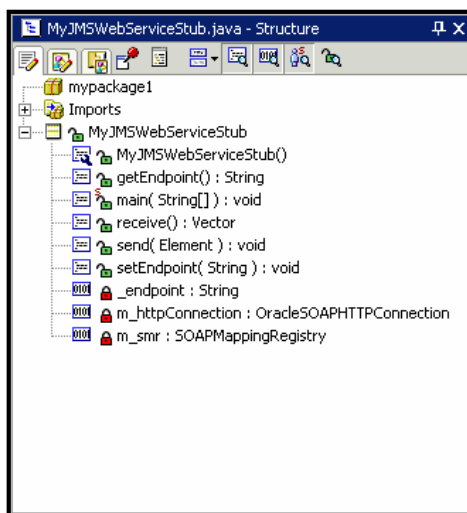 MyJMSWebServiceStub.java - Structure
mypackage1
Imports
MyJMSWebServiceStub
MyJMSWebServiceStub()
getEndpoint() : String
main( String[] ) : void
receive() : Vector
send( Element ) : void
setEndpoint( String ) : void
_endpoint : String
m_httpConnection : OracleSOAPHTTPConnection
m_smr : SOAPMappingRegistry